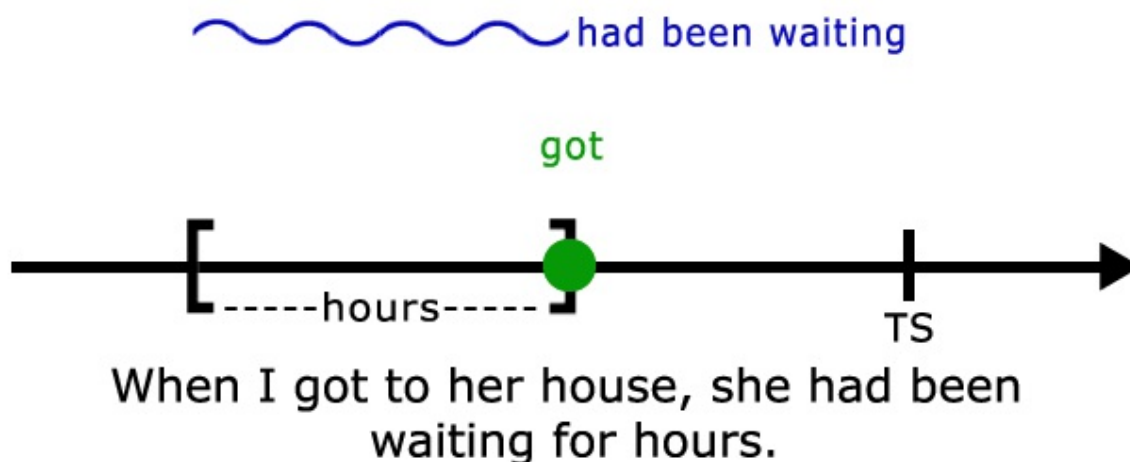 had been waiting
got
-----hours-----
TS
When I got to her house, she had been
waiting for hours.